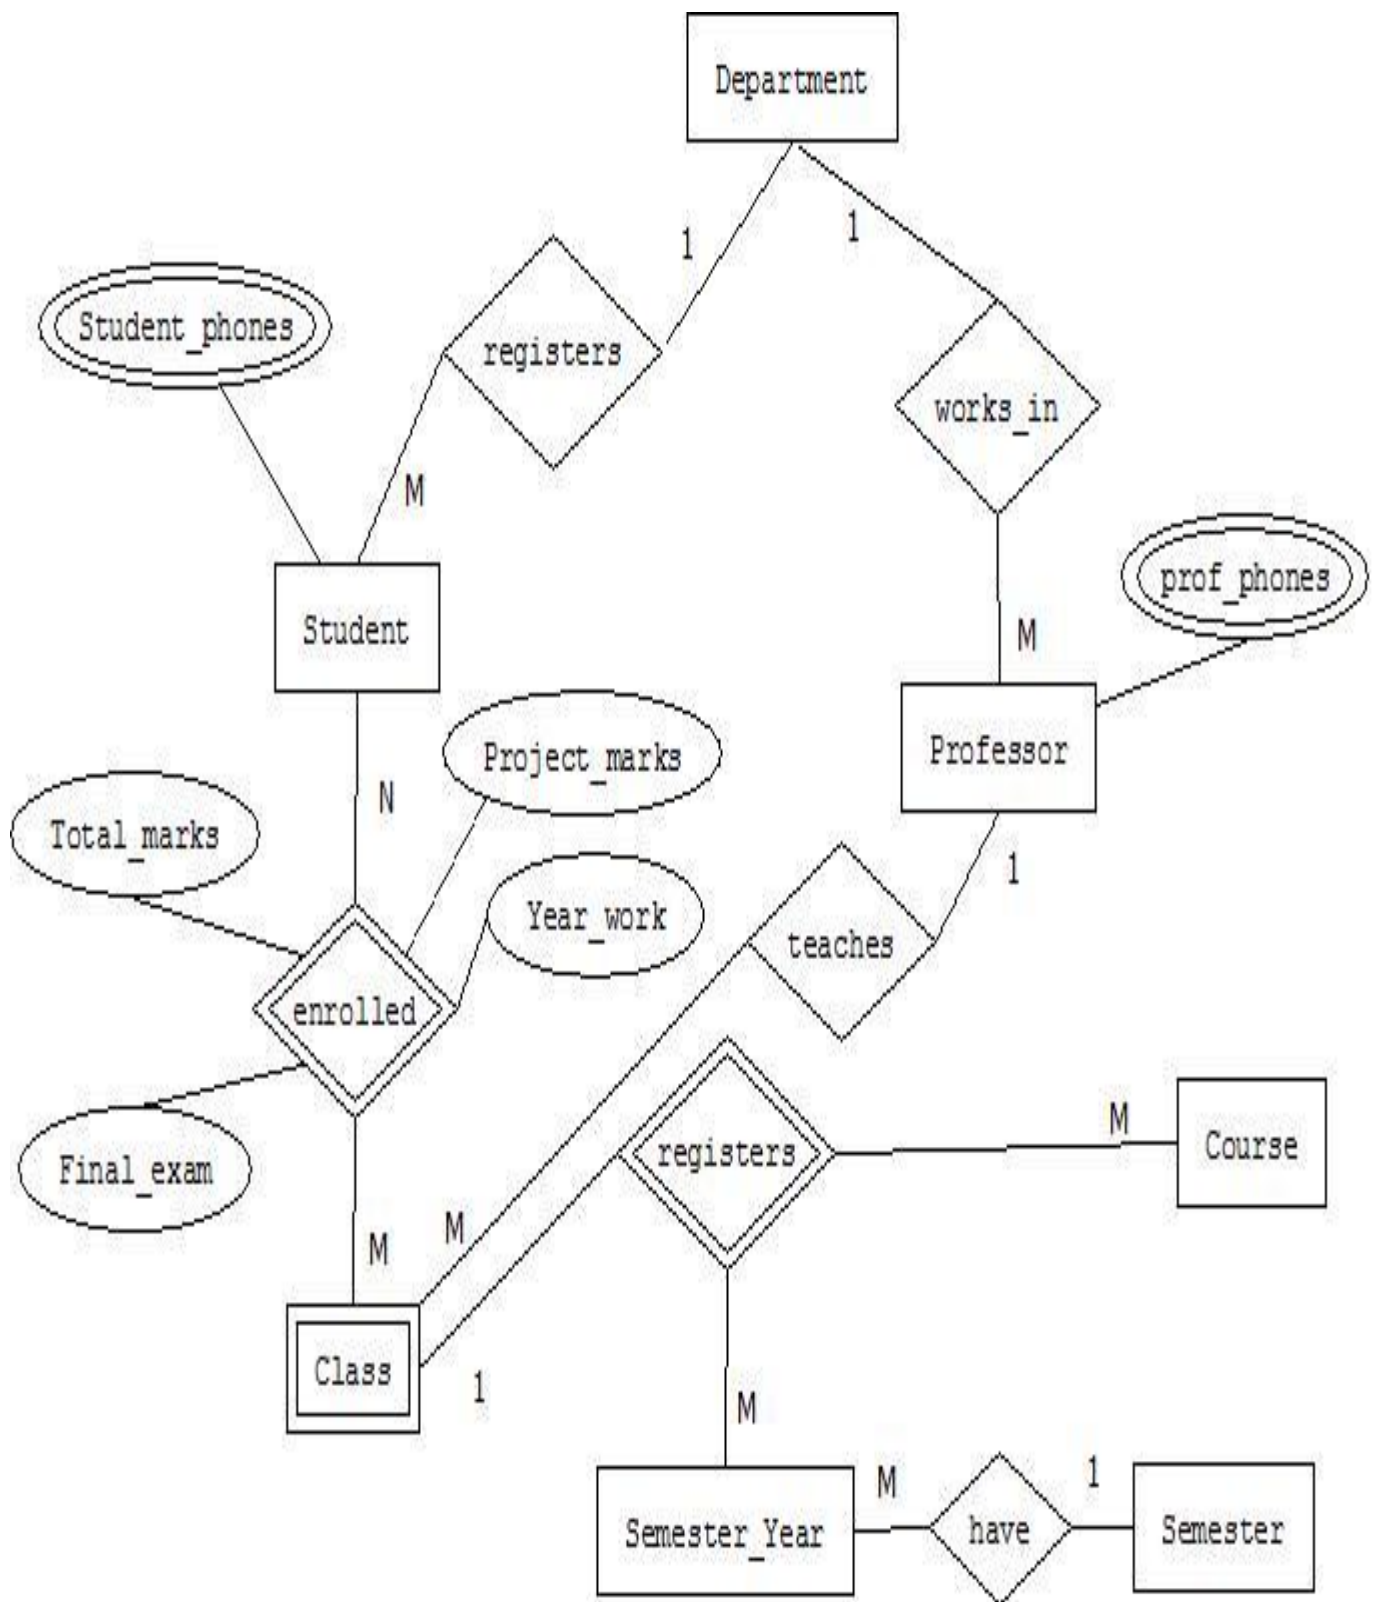 Department
1
1
Student_phones
registers
works_in
M
prof_phones
Student
M
Project_marks
Professor
N
Total_marks
1
Year_work
teaches
enrolled
M
Course
registers
Final_exam
M
M
Class
1
M
M
1
Semester_Year
have
Semester